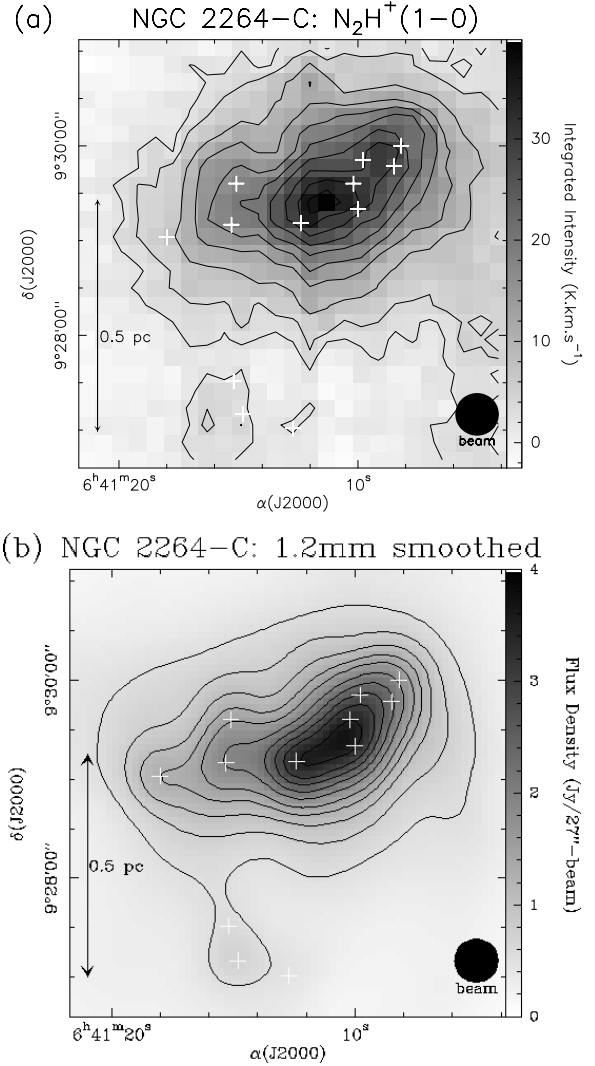 (a) NGC 2264-C: N₂H⁺(1-0)
9°30'00"
9°28'00"
δ(J2000)
0.5 pc
beam
6ʰ41ᵐ20ˢ
10ˢ
α(J2000)
30
20
10
0
Integrated Intensity (K.km.s⁻¹)
(b) NGC 2264-C: 1.2mm smoothed
9°30'00"
9°28'00"
δ(J2000)
0.5 pc
beam
6ʰ41ᵐ20ˢ
10ˢ
α(J2000)
4
3
2
1
0
Flux Density (Jy/27"-beam)